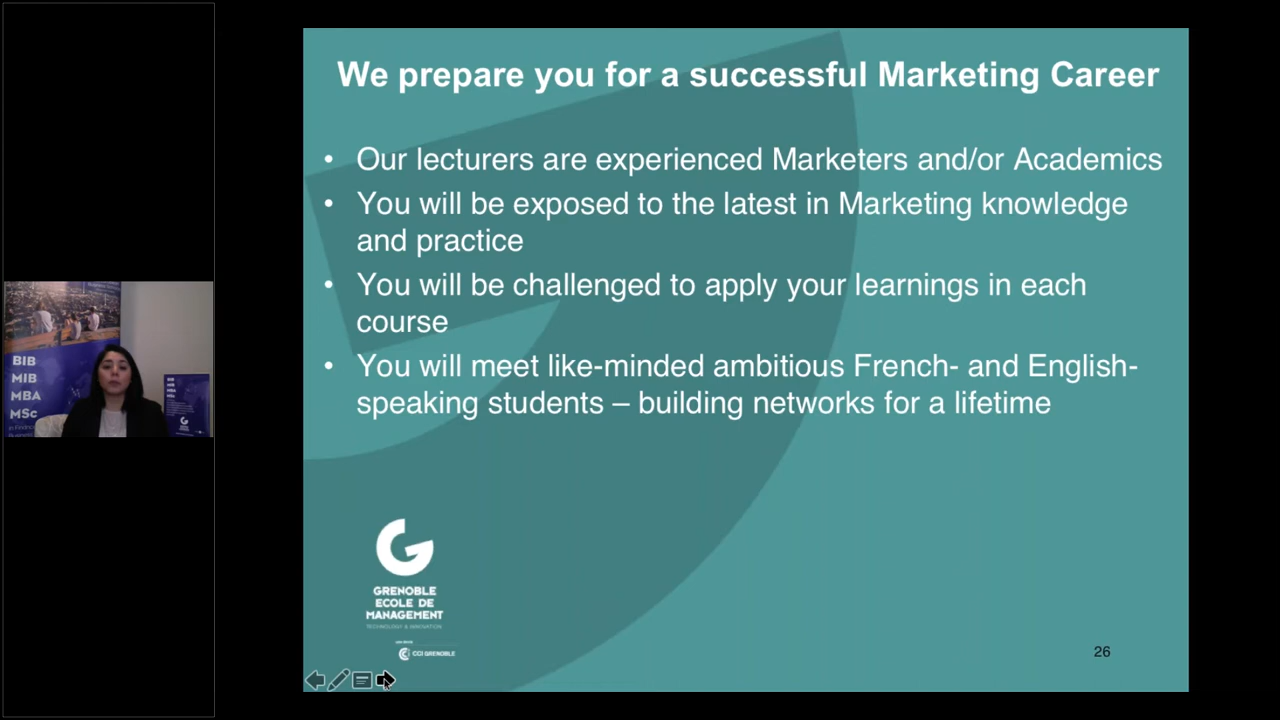 We prepare you for a successful Marketing Career
• Our lecturers are experienced Marketers and/or Academics
• You will be exposed to the latest in Marketing knowledge
and practice
• You will be challenged to apply your learnings in each
course
• You will meet like-minded ambitious French- and English-
speaking students – building networks for a lifetime
GRENOBLE
ECOLE DE
MANAGEMENT
TECHNOLOGY & INNOVATION
CCI GRENOBLE
26
BIB
MIB
MBA
MSc